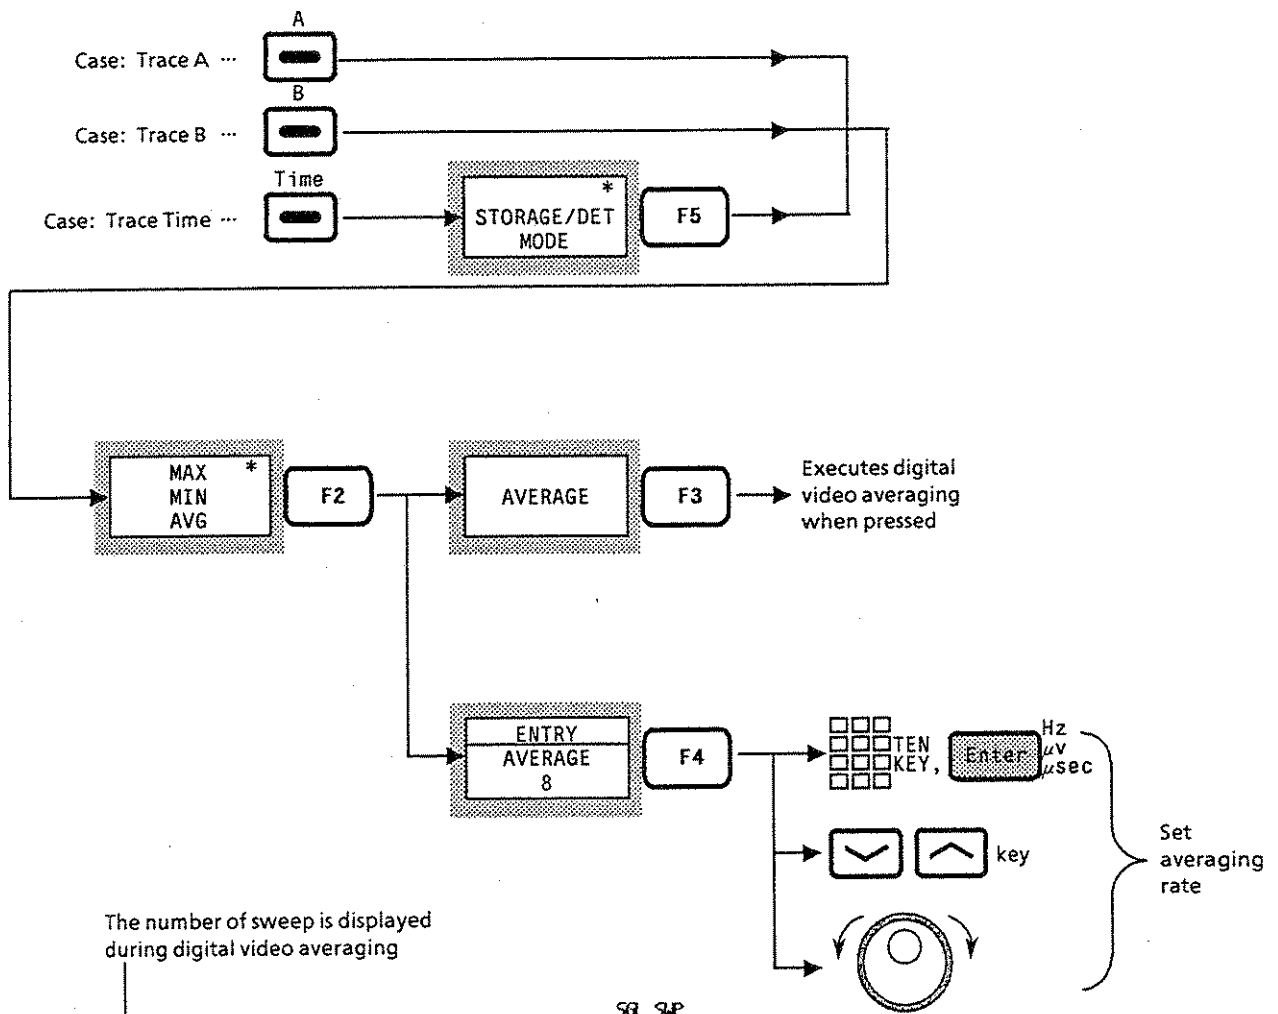 A
Case: Trace A ···
B
Case: Trace B ···
Time
Case: Trace Time ···
*
STORAGE/DET
MODE
F5
MAX *
MIN
AVG
F2
AVERAGE
F3
Executes digital
video averaging
when pressed
ENTRY
AVERAGE
8
F4
TEN
KEY,
Enter
Hz
μv
μsec
key
Set
averaging
rate
The number of sweep is displayed
during digital video averaging